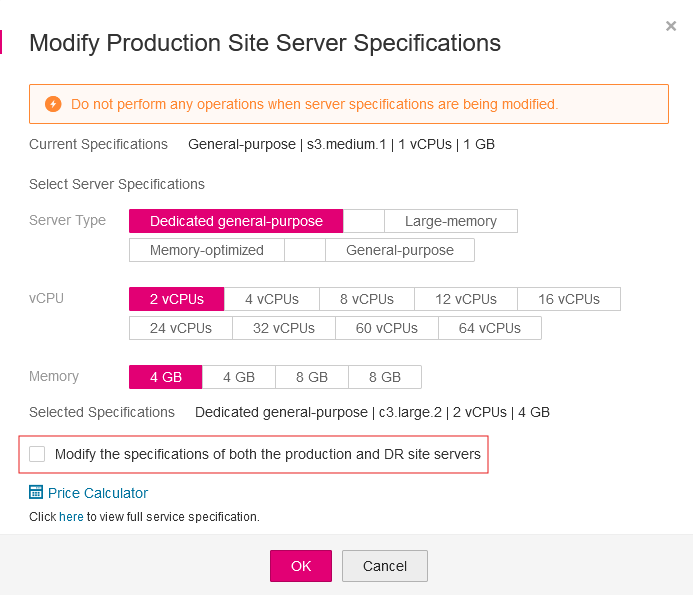 Modify Production Site Server Specifications
Do not perform any operations when server specifications are being modified.
Current Specifications General-purpose | s3.medium.1 | 1 vCPUs | 1 GB
Select Server Specifications
Server Type Dedicated general-purpose Large-memory
Memory-optimized General-purpose
vCPU 2 vCPUs 4 vCPUs 8 vCPUs 12 vCPUs 16 vCPUs
24 vCPUs 32 vCPUs 60 vCPUs 64 vCPUs
Memory 4 GB 4 GB 8 GB 8 GB
Selected Specifications Dedicated general-purpose | c3.large.2 | 2 vCPUs | 4 GB
Modify the specifications of both the production and DR site servers
Price Calculator
Click here to view full service specification.
OK Cancel